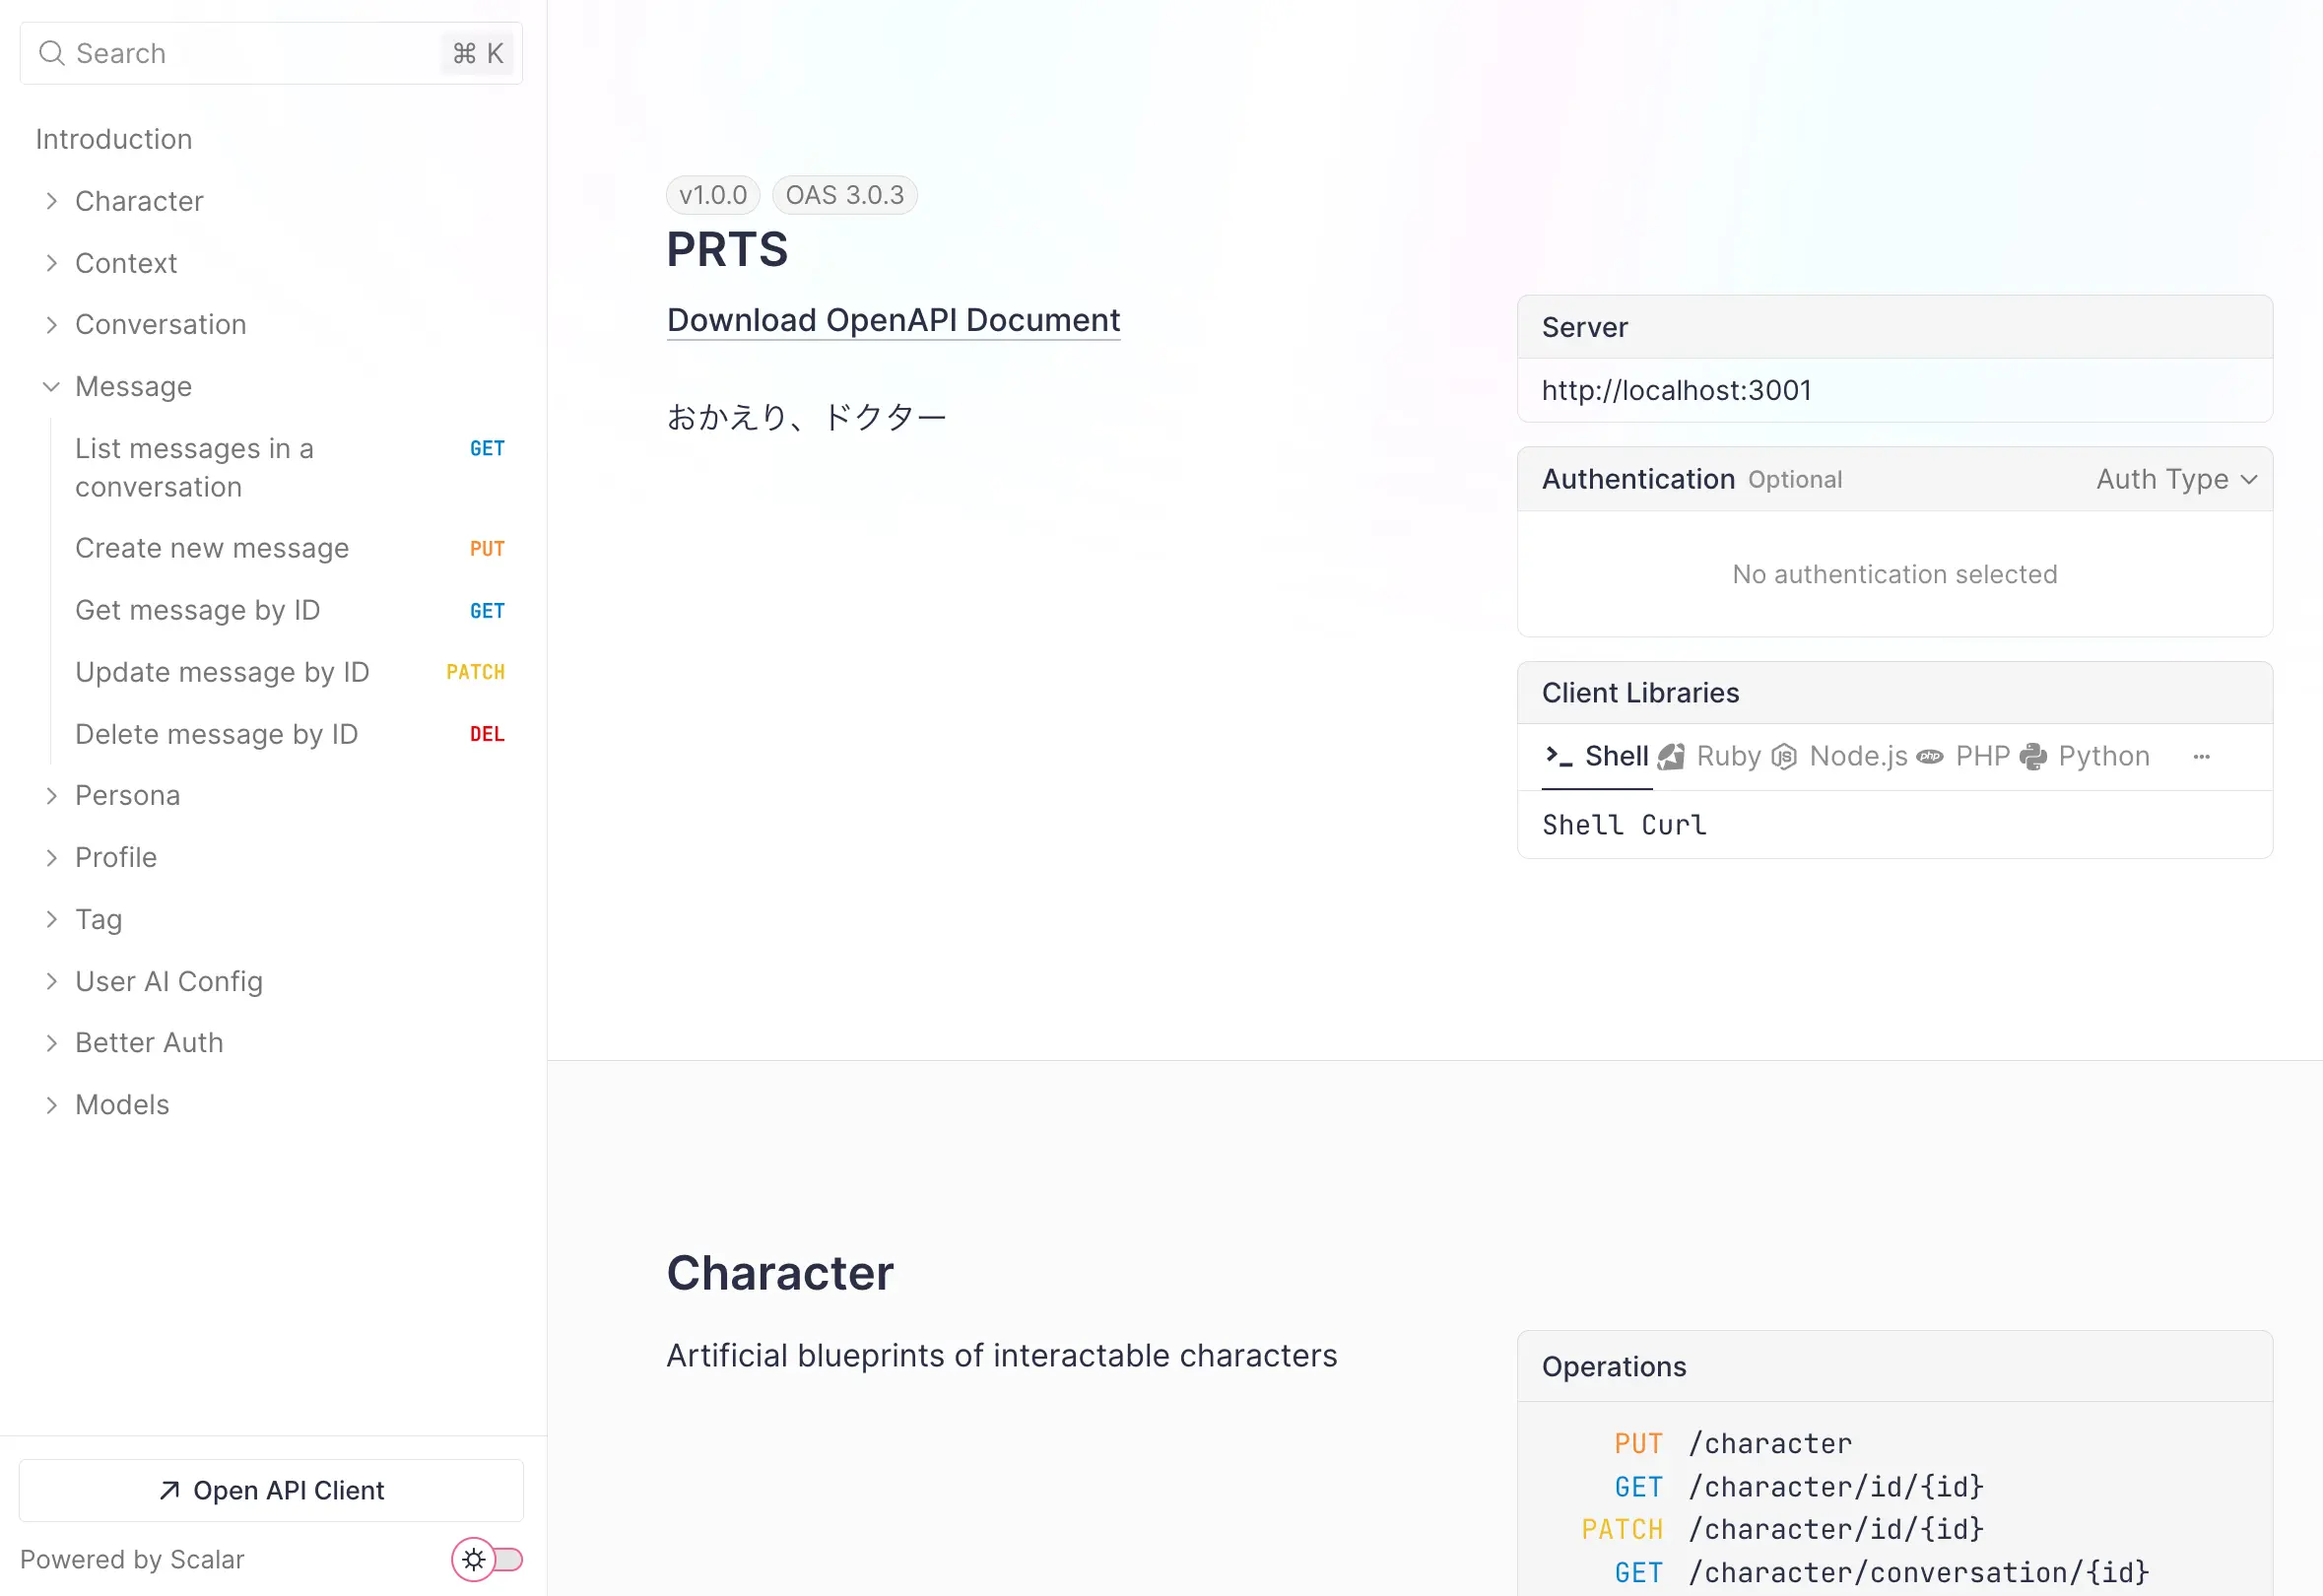 Search ⌘ K
Introduction
Character
Context
Conversation
Message
List messages in a
conversation
GET
Create new message PUT
Get message by ID GET
Update message by ID PATCH
Delete message by ID DEL
Persona
Profile
Tag
User AI Config
Better Auth
Models
Open API Client
Powered by Scalar
v1.0.0 OAS 3.0.3
PRTS
Download OpenAPI Document
おかえり、ドクター
Server
http://localhost:3001
Authentication Optional Auth Type
No authentication selected
Client Libraries
Shell Ruby Node.js PHP Python ...
Shell Curl
Character
Artificial blueprints of interactable characters
Operations
PUT /character
GET /character/id/{id}
PATCH /character/id/{id}
GET /character/conversation/{id}